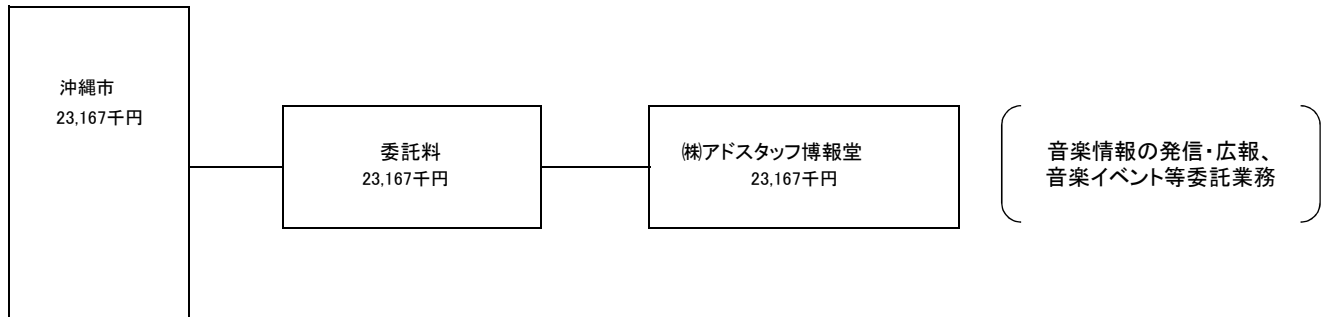 沖縄市
23,167千円
委託料
23,167千円
㈱アドスタッフ博報堂
23,167千円
音楽情報の発信・広報、
音楽イベント等委託業務